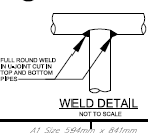 FULL ROUND WELD
IN U-JOINT CUT IN
TOP AND BOTTOM
PIPES
WELD DETAIL
NOT TO SCALE
A1 Size 594mm x 841mm